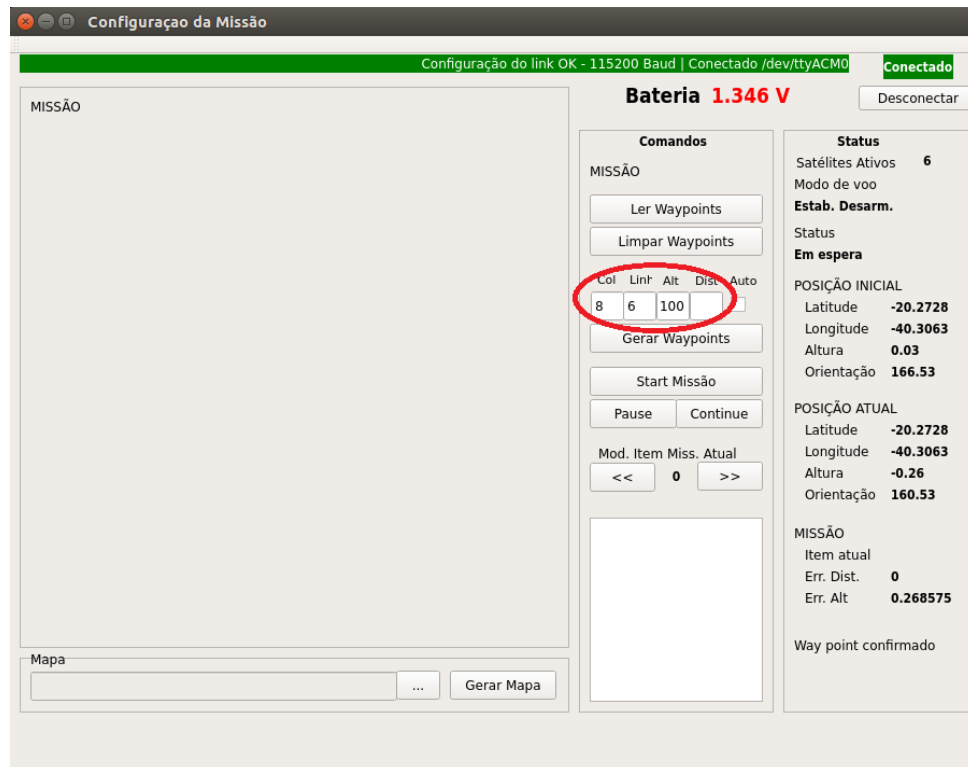 Configuraçao da Missão
Configuração do link OK - 115200 Baud | Conectado /dev/ttyACM0
Conectado
Bateria 1.346 V
Desconectar
MISSÃO
Comandos
MISSÃO
Ler Waypoints
Limpar Waypoints
Col Linh Alt Dist Auto
8 6 100
Gerar Waypoints
Start Missão
Pause Continue
Mod. Item Miss. Atual
<< 0 >>
Status
Satélites Ativos 6
Modo de voo
Estab. Desarm.
Status
Em espera
POSIÇÃO INICIAL
Latitude -20.2728
Longitude -40.3063
Altura 0.03
Orientação 166.53
POSIÇÃO ATUAL
Latitude -20.2728
Longitude -40.3063
Altura -0.26
Orientação 160.53
MISSÃO
Item atual
Err. Dist. 0
Err. Alt 0.268575
Way point confirmado
Mapa
... Gerar Mapa